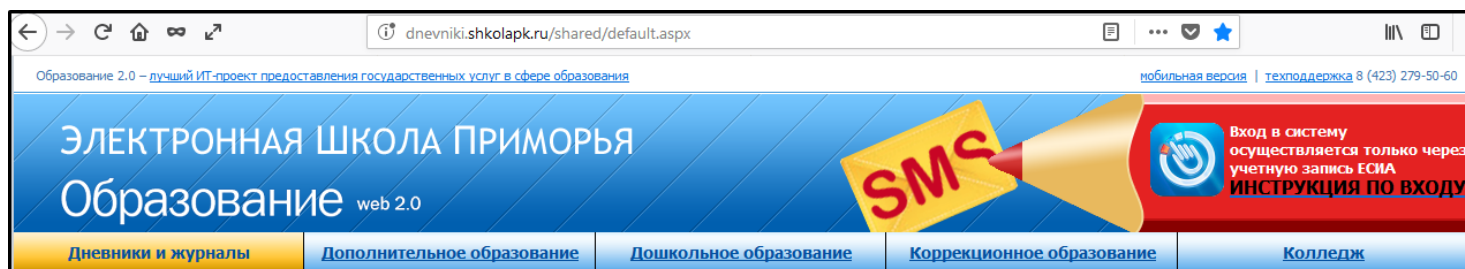 dnevniki.shkolapk.ru/shared/default.aspx
Образование 2.0 – лучший ИТ-проект предоставления государственных услуг в сфере образования
мобильная версия | техподдержка 8 (423) 279-50-60
ЭЛЕКТРОННАЯ ШКОЛА ПРИМОРЬЯ
Образование web 2.0
SMS
Вход в систему
осуществляется только через
учетную запись ЕСИА
ИНСТРУКЦИЯ ПО ВХОДУ
Дневники и журналы
Дополнительное образование
Дошкольное образование
Коррекционное образование
Колледж